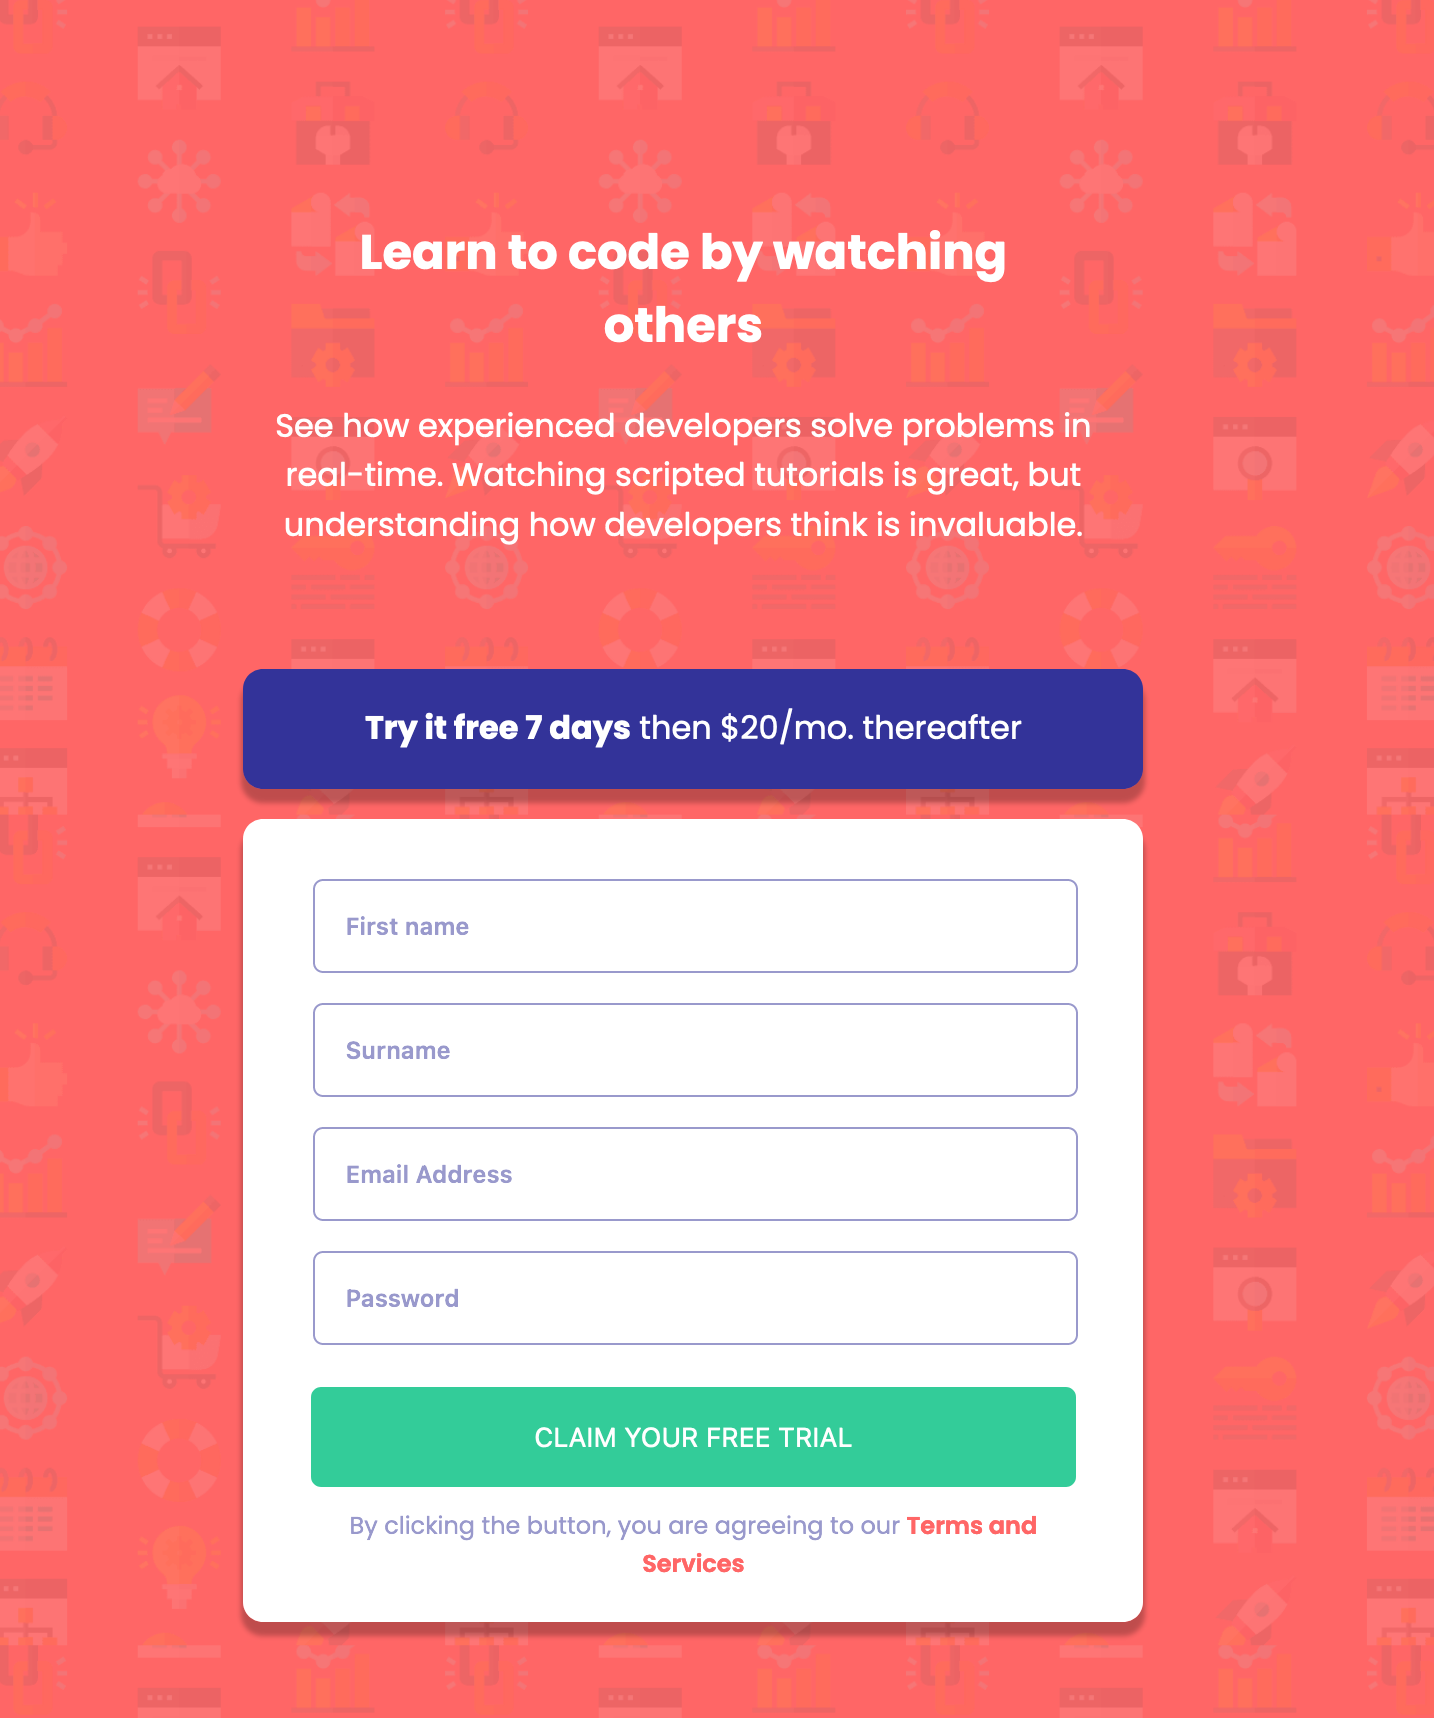 Learn to code by watching
others
See how experienced developers solve problems in
real-time. Watching scripted tutorials is great, but
understanding how developers think is invaluable.
Try it free 7 days then $20/mo. thereafter
First name
Surname
Email Address
Password
CLAIM YOUR FREE TRIAL
By clicking the button, you are agreeing to our Terms and
Services